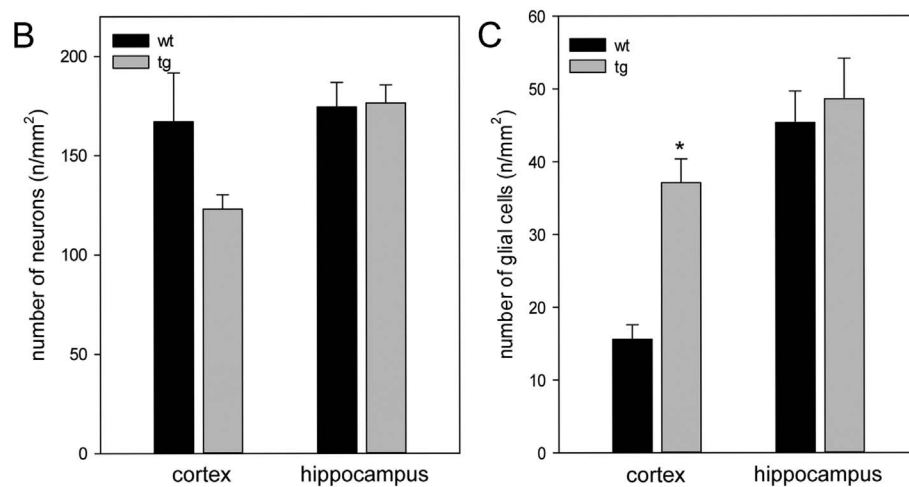 B
wt
tg
number of neurons (n/mm²)
200
150
100
50
0
cortex
hippocampus
C
wt
tg
number of glial cells (n/mm²)
60
50
40
30
20
10
0
*
cortex
hippocampus